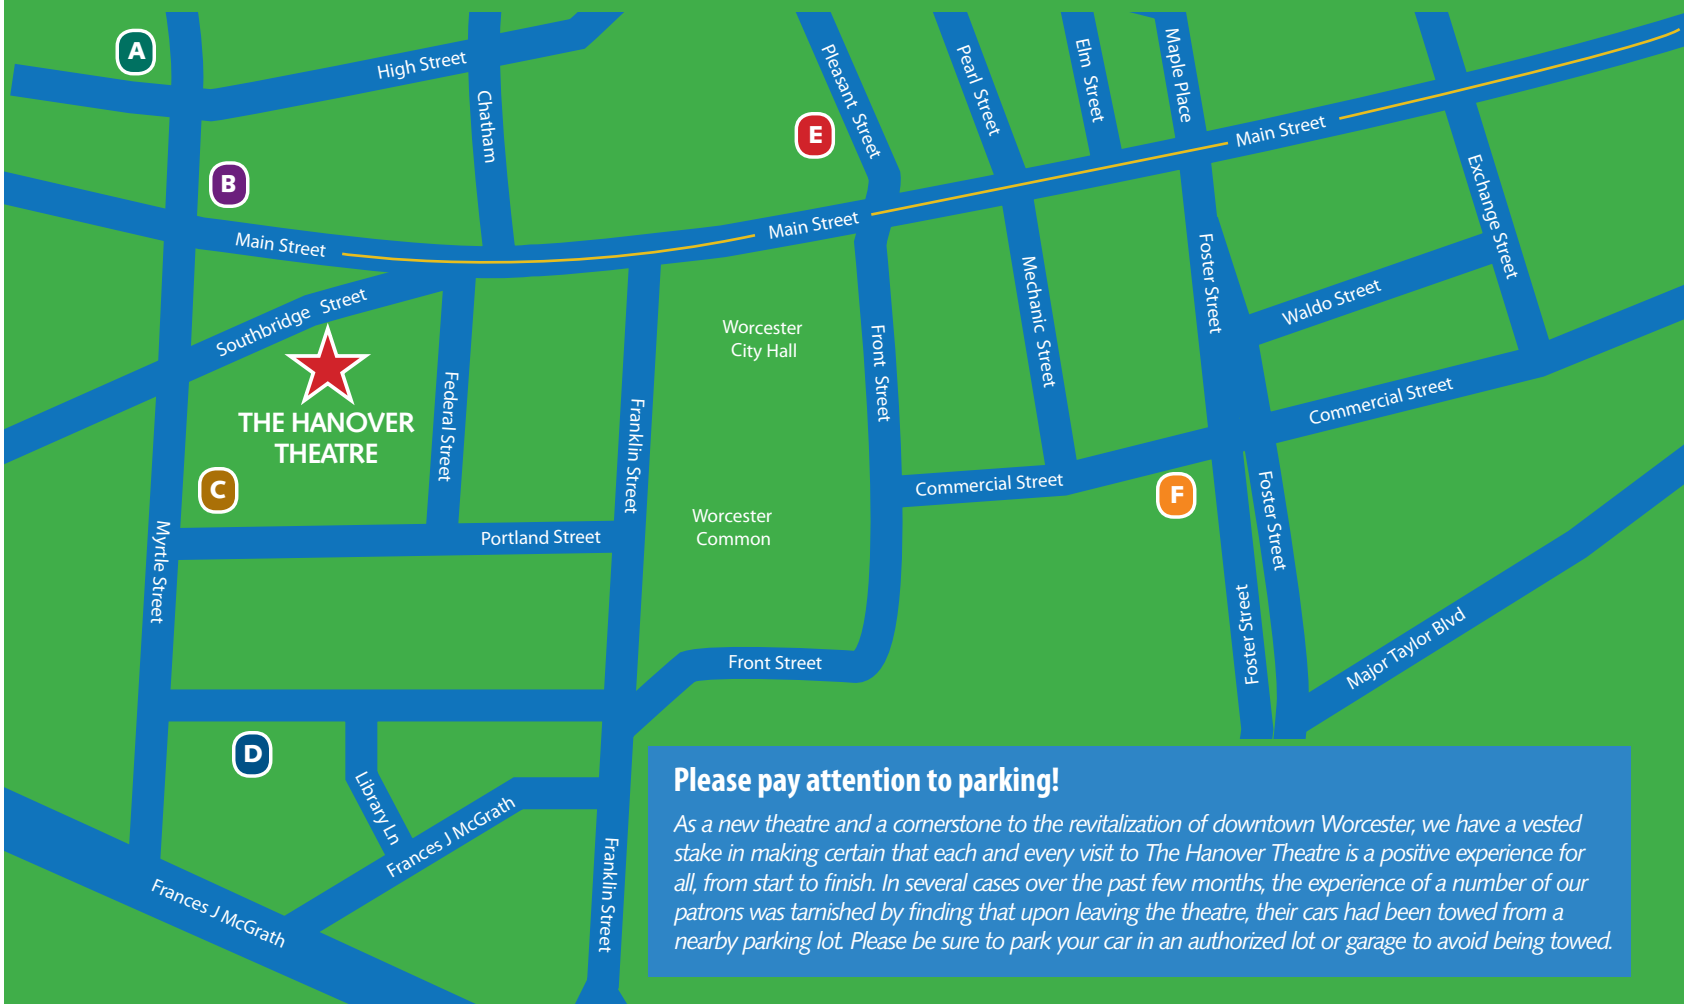 A
High Street
Chatham
Pleasant Street
Pearl Street
Elm Street
Maple Place
E
Main Street
B
Main Street
Main Street
Exchange Street
Foster Street
Mechanic Street
Waldo Street
Southbridge Street
Worcester
City Hall
Front Street
Federal Street
Franklin Street
THE HANOVER
THEATRE
Commercial Street
C
Commercial Street
F
Foster Street
Worcester
Common
Portland Street
Myrtle Street
Foster Street
Major Taylor Blvd
Front Street
D
Library Ln
Frances J McGrath
Frances J McGrath
Franklin Street
Please pay attention to parking!
As a new theatre and a cornerstone to the revitalization of downtown Worcester, we have a vested
stake in making certain that each and every visit to The Hanover Theatre is a positive experience for
all, from start to finish. In several cases over the past few months, the experience of a number of our
patrons was tarnished by finding that upon leaving the theatre, their cars had been towed from a
nearby parking lot. Please be sure to park your car in an authorized lot or garage to avoid being towed.